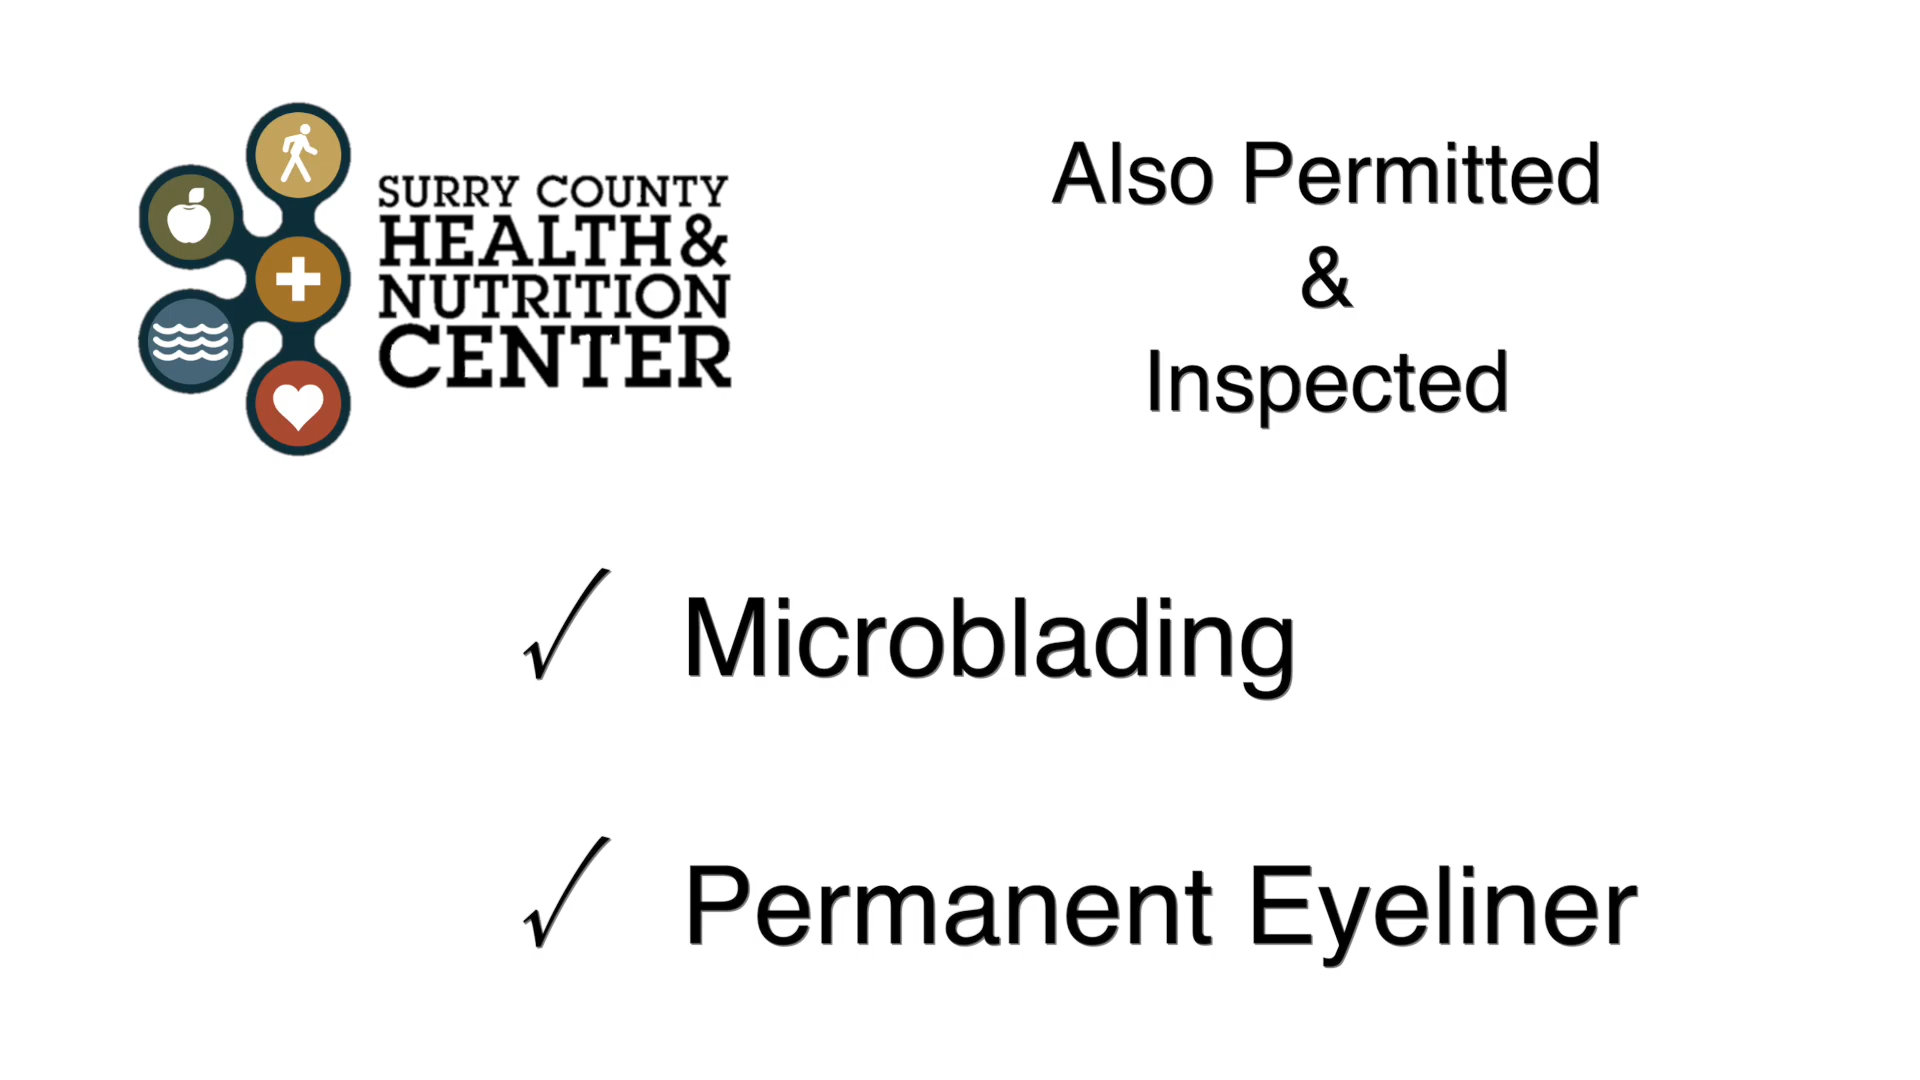 SURRY COUNTY
HEALTH &
NUTRITION
CENTER
Also Permitted
&
Inspected
✓ Microblading
✓ Permanent Eyeliner